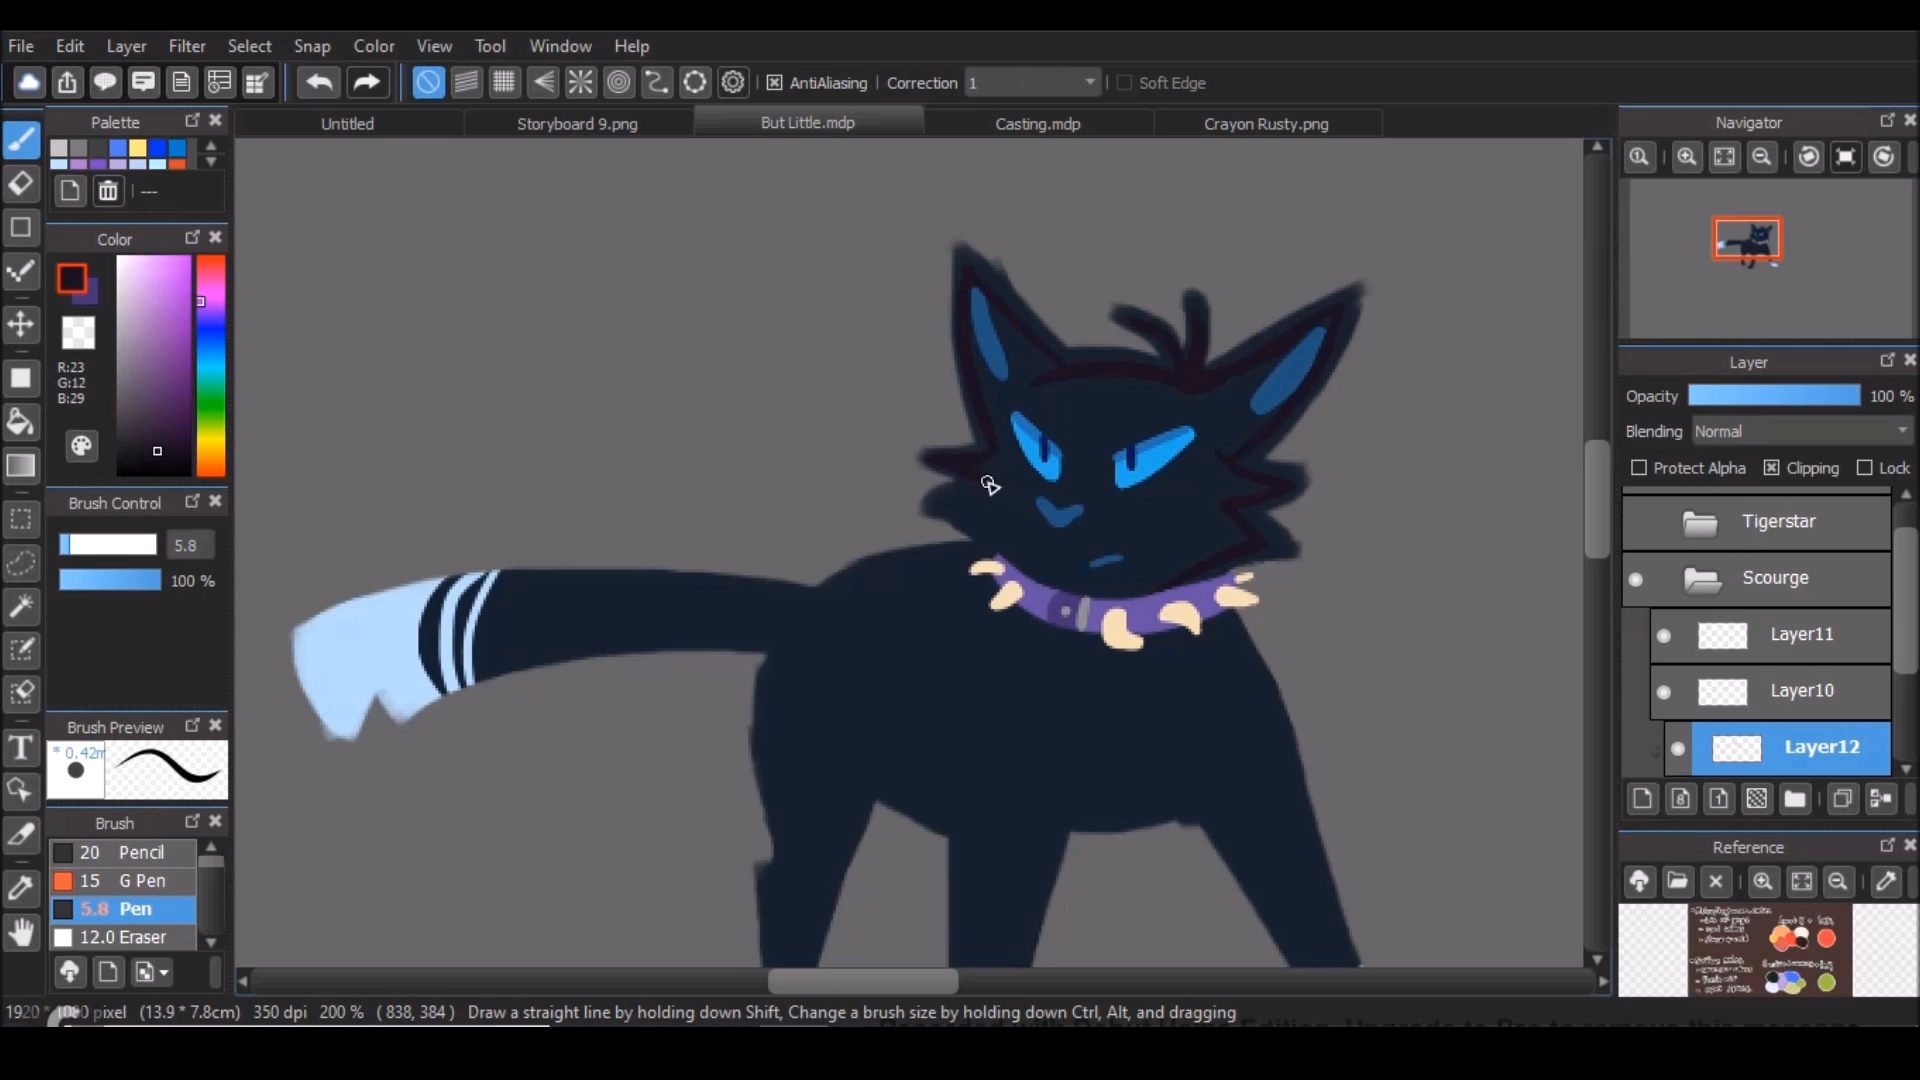 File Edit Layer Filter Select Snap Color View Tool Window Help
AntiAliasing Correction 1 Soft Edge
Palette
Untitled Storyboard 9.png But Little.mdp Casting.mdp Crayon Rusty.png
Navigator
---
Color
R:23
G:12
B:29
Layer
Opacity 100 %
Blending Normal
Protect Alpha Clipping Lock
Tigerstar
Scourge
Layer11
Layer10
Layer12
Brush Control
5.8
100 %
Brush Preview
* 0.42m
Brush
20 Pencil
15 G Pen
5.8 Pen
12.0 Eraser
Reference
1920 * 1080 pixel (13.9 * 7.8cm) 350 dpi 200 % ( 838, 384 ) Draw a straight line by holding down Shift, Change a brush size by holding down Ctrl, Alt, and dragging